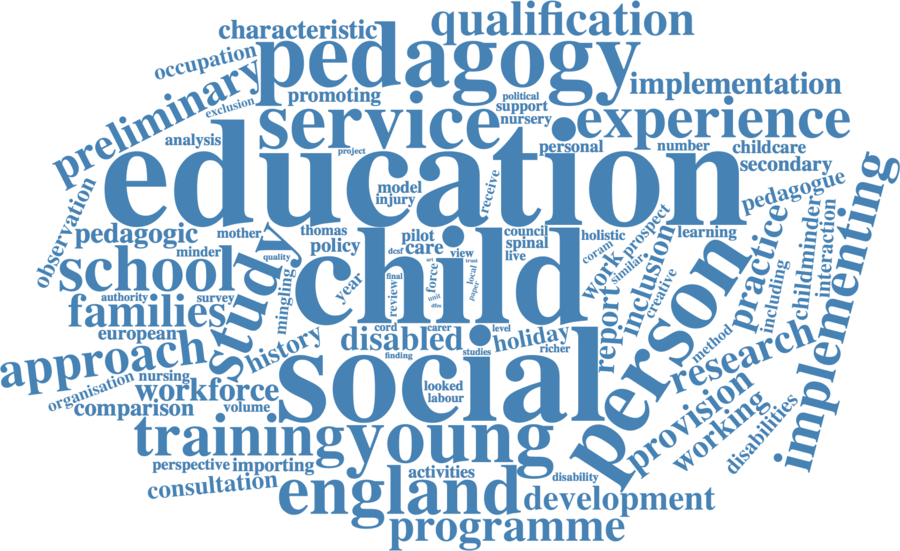 qualification
characteristic
pedagogy
occupation
preliminary
exclusion
promoting
political
support
nursery
implementation
service
experience
analysis
project
personal
number
childcare
secondary
education
model
injury
receive
pedagogue
observation
pedagogic
mother
thomas
policy
pilot
care
council
spinal
live
holistic
prospect
learning
minder
quality
study
school
child
dcsf
view
trust
coram
work
similar
inclusion
creative
practice
including
childminder
interaction
implementing
authority
survey
mingling
year
review
final
force
art
unit
dfes
local
paper
families
european
history
cord
carer
level
disabled
studies
finding
holiday
richer
report
person
method
research
approach
organisation
nursing
workforce
comparison
volume
social
looked
labour
provision
working
disabilities
training
young
perspective
importing
activities
disability
consultation
england
development
programme